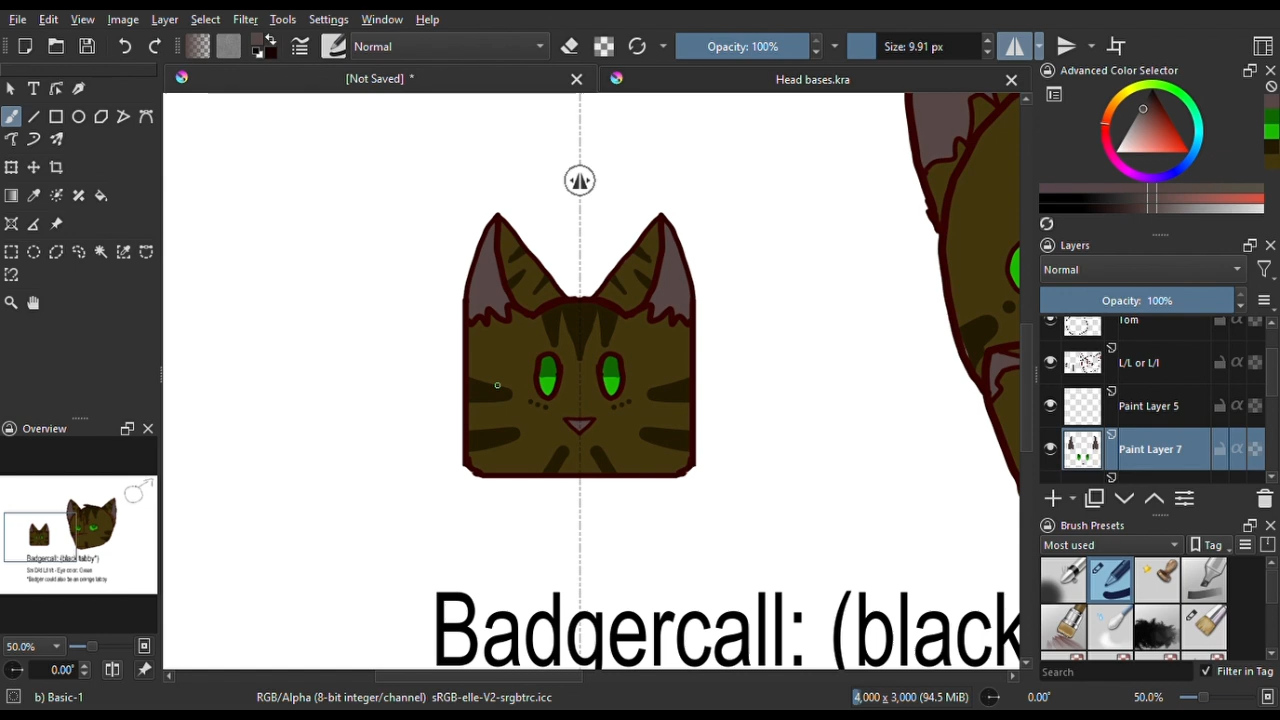 File Edit View Image Layer Select Filter Tools Settings Window Help
Normal Opacity: 100% Size: 9.91 px
[Not Saved] * Head bases.kra
Advanced Color Selector
Layers
Normal
Opacity: 100%
Tom
L/L or L/l
Paint Layer 5
Paint Layer 7
Overview
Badgercall: (black tabby*)
Badgercall: (black
Brush Presets
Most used Tag
Search Filter in Tag
50.0%
0.00°
b) Basic-1 RGB/Alpha (8-bit integer/channel) sRGB-elle-V2-srgbtrc.icc 4,000 x 3,000 (94.5 MiB) 0.00° 50.0%